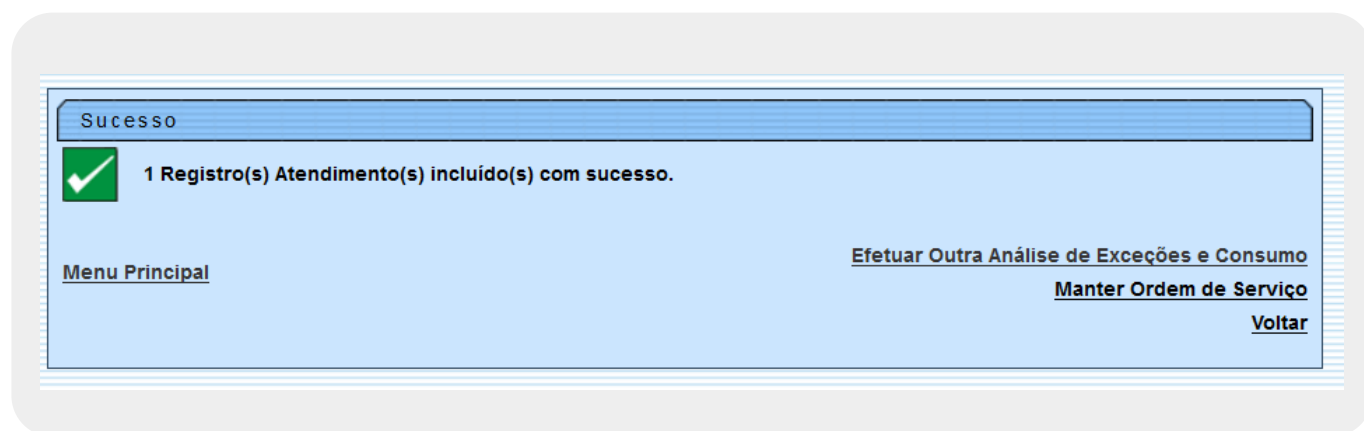 Sucesso
1 Registro(s) Atendimento(s) incluído(s) com sucesso.
Efetuar Outra Análise de Exceções e Consumo
Menu Principal
Manter Ordem de Serviço
Voltar